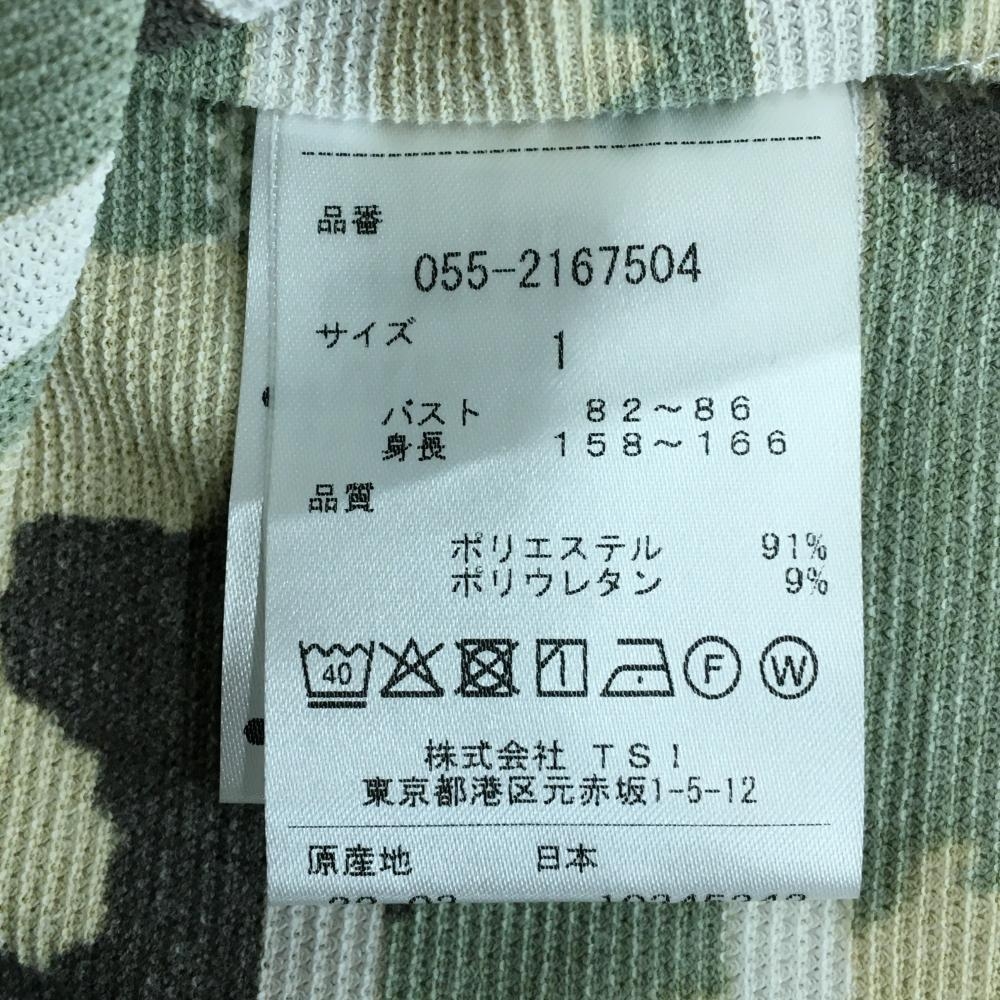 品番
055-2167504
サイズ 1
バスト 82~86
身長 158~166
品質
ポリエステル 91%
ポリウレタン 9%
40 F W
株式会社 TSI
東京都港区元赤坂1-5-12
原産地 日本